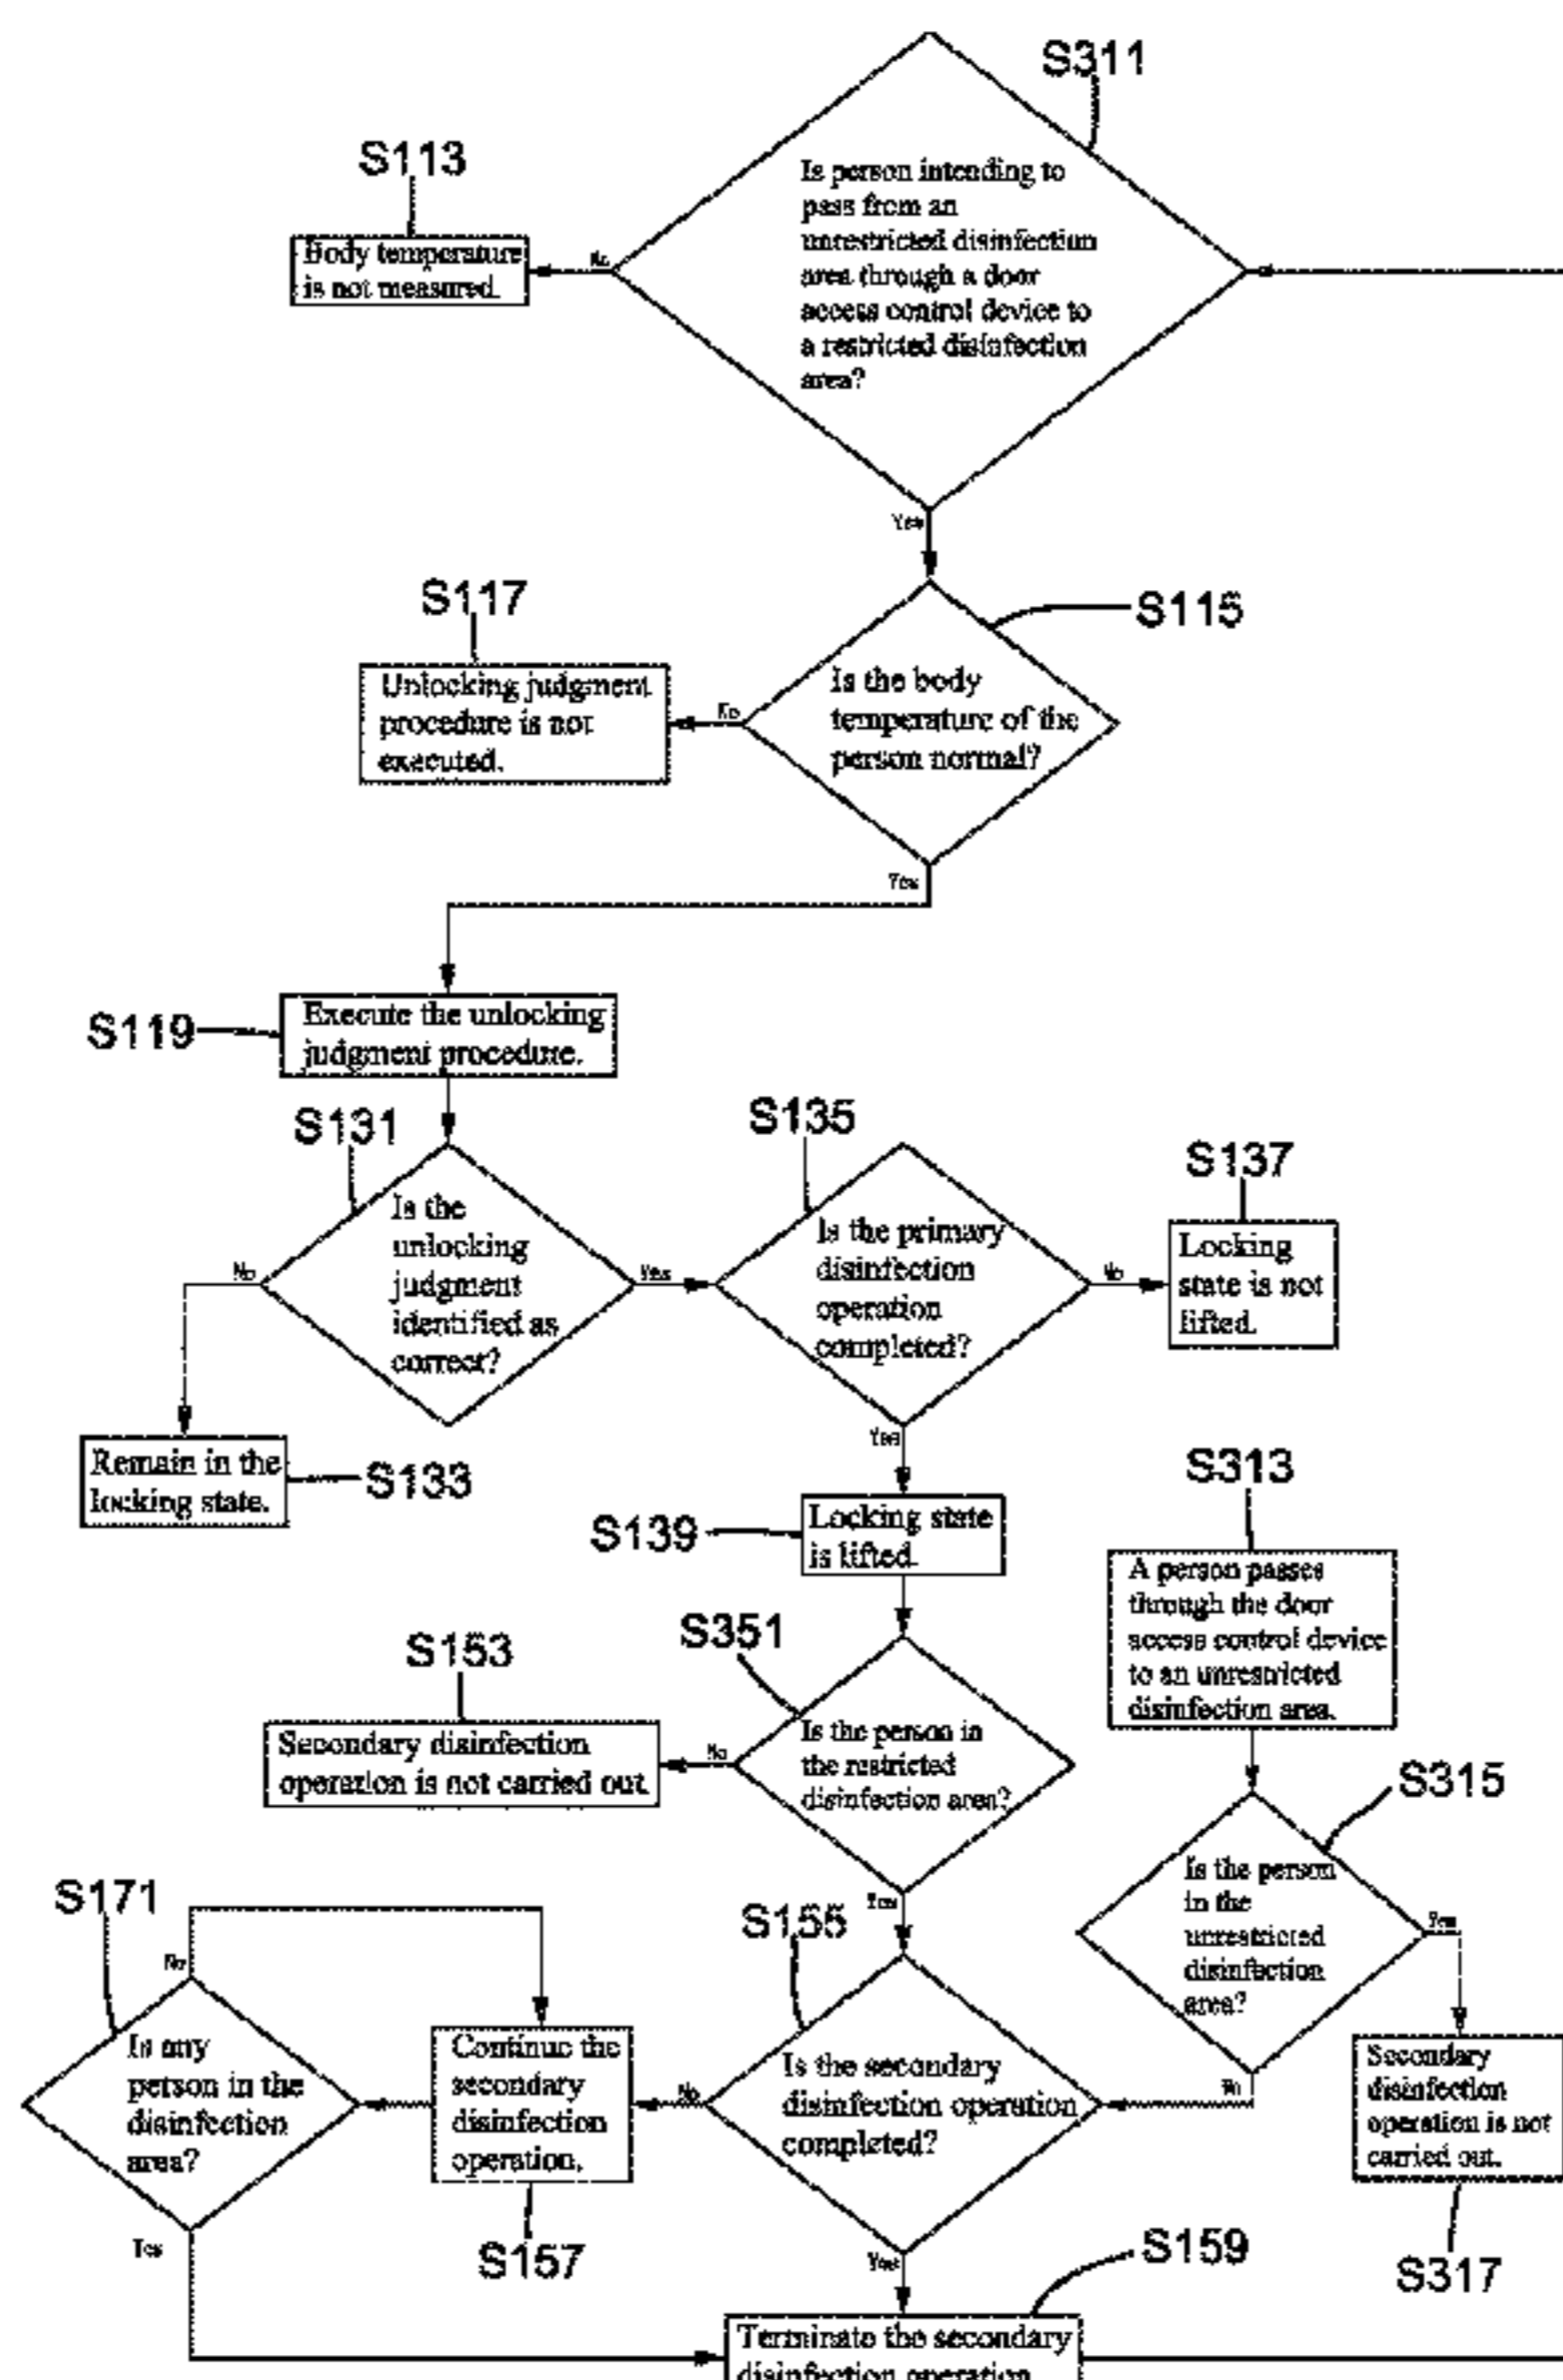 S311
Is person intending to
pass from an
unrestricted disinfection
area through a door
access control device to
a restricted disinfection
area?
S113
No
Body temperature
is not measured.
Yes
S117
S115
Is the body
temperature of the
person normal?
No
Unlocking judgment
procedure is not
executed.
Yes
S119
Execute the unlocking
judgment procedure.
S131
Is the
unlocking
judgment
identified as
correct?
No
Yes
S135
Is the primary
disinfection
operation
completed?
No
S137
Locking
state is not
lifted.
Remain in the
locking state.
S133
Yes
S139
Locking state
is lifted.
S313
A person passes
through the door
access control device
to an unrestricted
disinfection area.
S351
Is the person in
the restricted
disinfection area?
No
S153
Secondary disinfection
operation is not carried out.
Yes
S315
Is the person
in the
unrestricted
disinfection
area?
Yes
No
S171
No
Is any
person in the
disinfection
area?
Yes
Continue the
secondary
disinfection
operation.
S157
S155
Is the secondary
disinfection operation
completed?
No
Yes
Secondary
disinfection
operation is not
carried out.
S317
S159
Terminate the secondary
disinfection operation